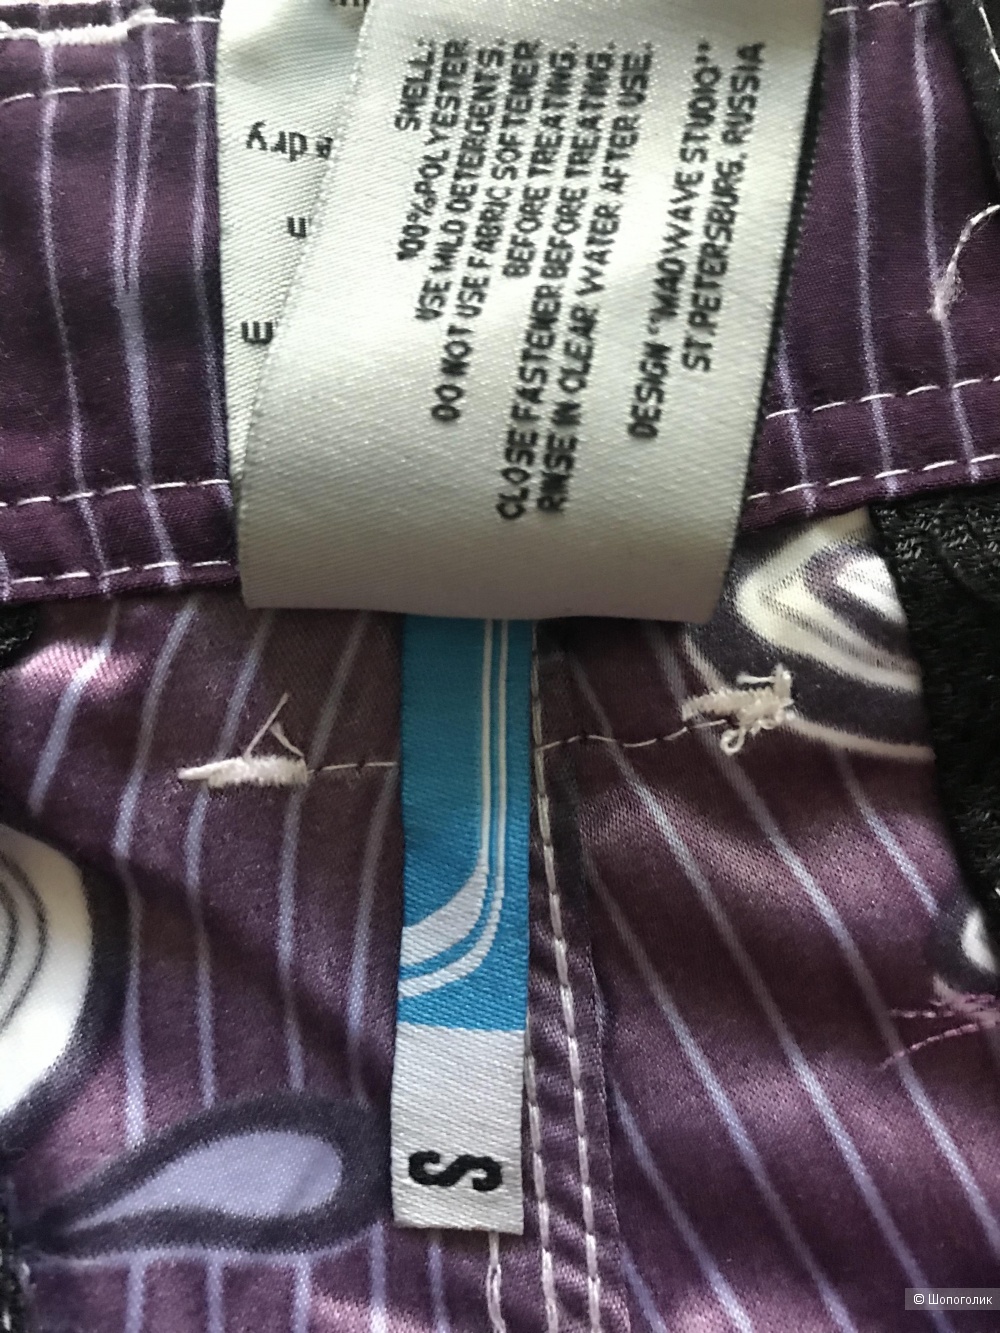 SHELL:
100%POLYESTER
USE MILD DETERGENTS.
DO NOT USE FABRIC SOFTENER
BEFORE TREATING.
CLOSE FASTENER BEFORE TREATING.
RINSE IN CLEAR WATER AFTER USE.
DESIGN "MADWAVE STUDIO"
ST.PETERSBURG. RUSSIA
S
© Шопоголик